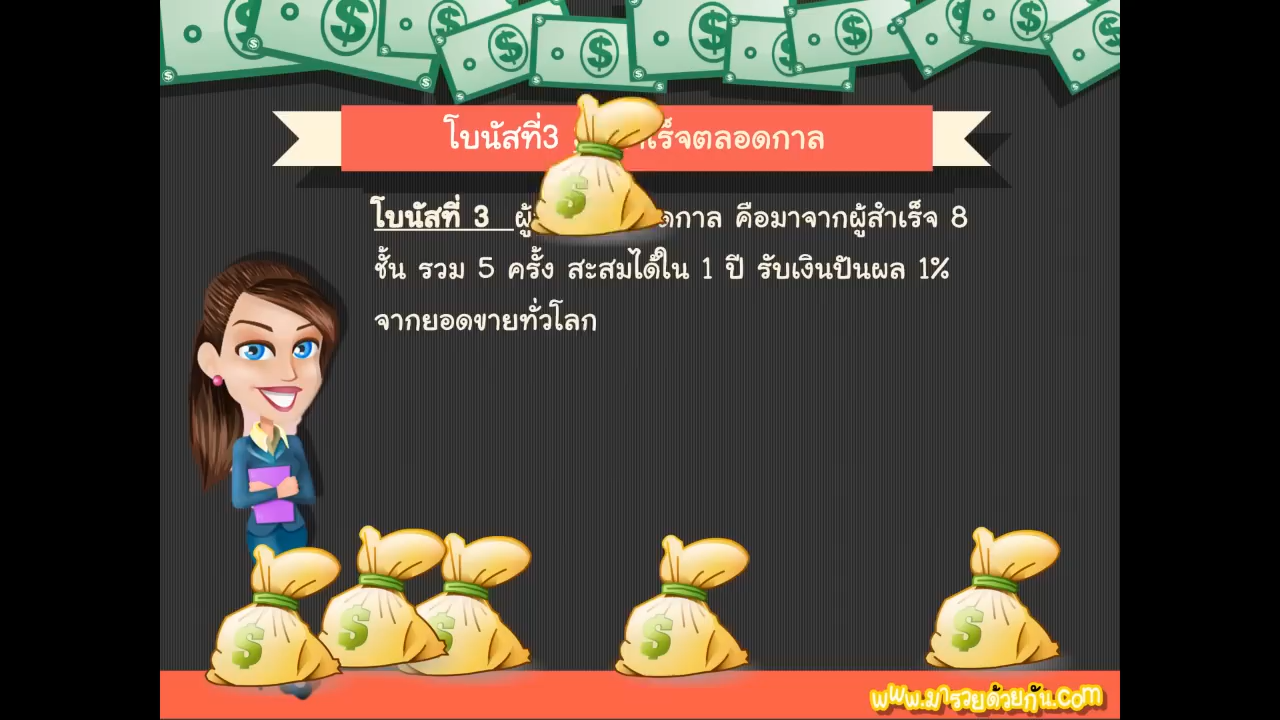 โบนัสที่3 เร็จตลอดกาล
โบนัสที่ 3 ผู้ ดกาล คือมาจากผู้สำเร็จ 8
ชั้น รวม 5 ครั้ง สะสมได้ใน 1 ปี รับเงินปันผล 1%
จากยอดขายทั่วโลก
www.มารวยด้วยกัน.com